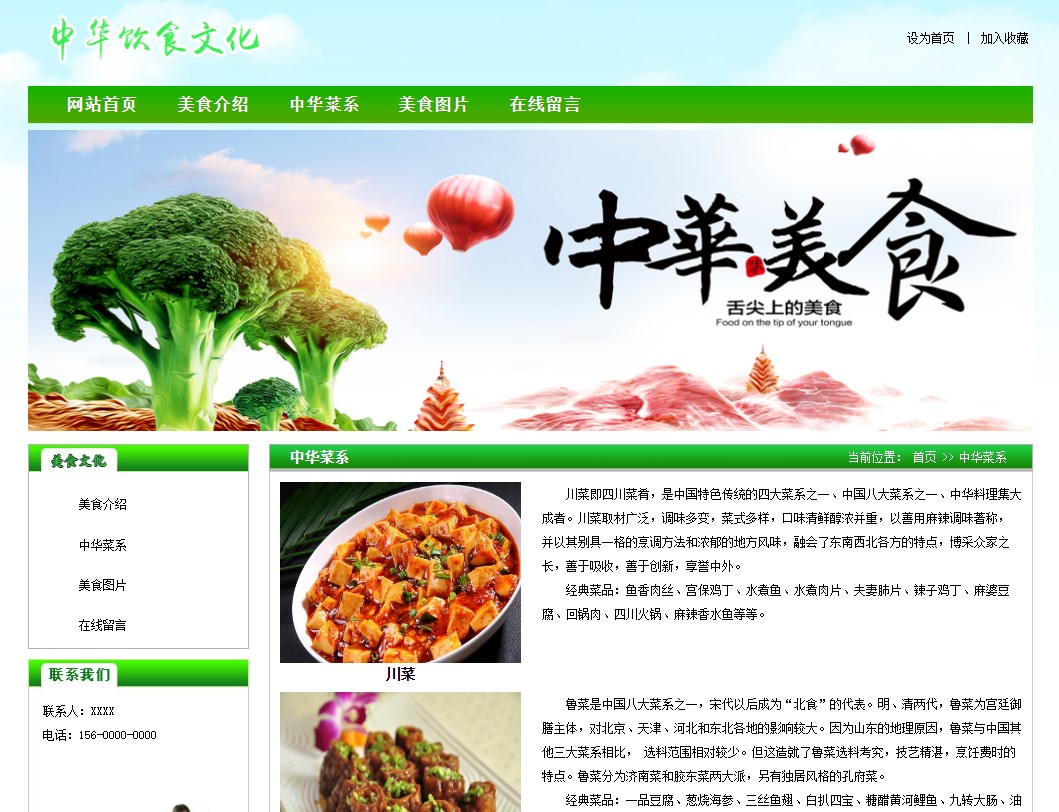 中华饮食文化
设为首页 | 加入收藏
网站首页 美食介绍 中华菜系 美食图片 在线留言
中華美食
舌尖上的美食
Food on the tip of your tongue
美食文化
美食介绍
中华菜系
美食图片
在线留言
联系我们
联系人：XXXX
电话：156-0000-0000
中华菜系
当前位置： 首页 >> 中华菜系
川菜即四川菜肴，是中国特色传统的四大菜系之一、中国八大菜系之一、中华料理集大
成者。川菜取材广泛，调味多变，菜式多样，口味清鲜醇浓并重，以善用麻辣调味著称，
并以其别具一格的烹调方法和浓郁的地方风味，融会了东南西北各方的特点，博采众家之
长，善于吸收，善于创新，享誉中外。
经典菜品：鱼香肉丝、宫保鸡丁、水煮鱼、水煮肉片、夫妻肺片、辣子鸡丁、麻婆豆
腐、回锅肉、四川火锅、麻辣香水鱼等等。
川菜
鲁菜是中国八大菜系之一，宋代以后成为“北食”的代表。明、清两代，鲁菜为宫廷御
膳主体，对北京、天津、河北和东北各地的影响较大。因为山东的地理原因，鲁菜与中国其
他三大菜系相比， 选料范围相对较少。但这造就了鲁菜选料考究，技艺精湛，烹饪费时的
特点。鲁菜分为济南菜和胶东菜两大派，另有独居风格的孔府菜。
经典菜品：一品豆腐、葱烧海参、三丝鱼翅、白扒四宝、糖醋黄河鲤鱼、九转大肠、油